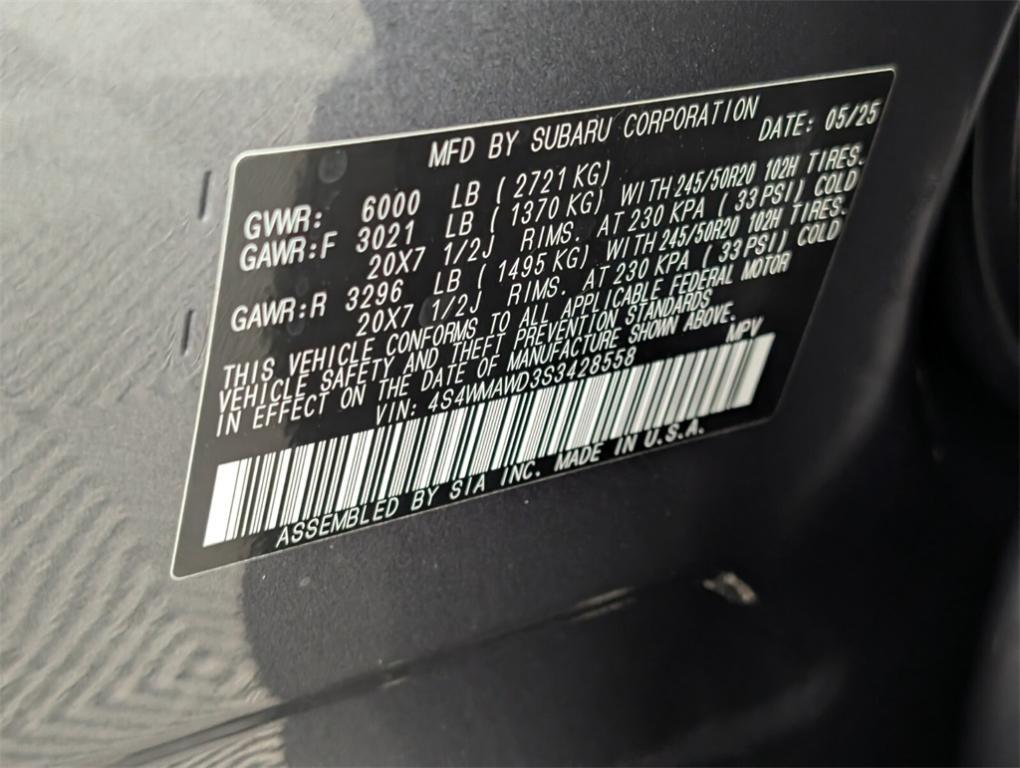 MFD BY SUBARU CORPORATION DATE: 05/25
GVWR: 6000 LB ( 2721 KG)
GAWR:F 3021 LB ( 1370 KG) WITH 245/50R20 102H TIRES.
20X7 1/2J RIMS. AT 230 KPA ( 33 PSI) COLD
GAWR:R 3296 LB ( 1495 KG) WITH 245/50R20 102H TIRES.
20X7 1/2J RIMS. AT 230 KPA ( 33 PSI) COLD
THIS VEHICLE CONFORMS TO ALL APPLICABLE FEDERAL MOTOR
VEHICLE SAFETY AND THEFT PREVENTION STANDARDS
IN EFFECT ON THE DATE OF MANUFACTURE SHOWN ABOVE.
VIN: 4S4WMAWD3S3428558 MPV
ASSEMBLED BY SIA INC. MADE IN U.S.A.